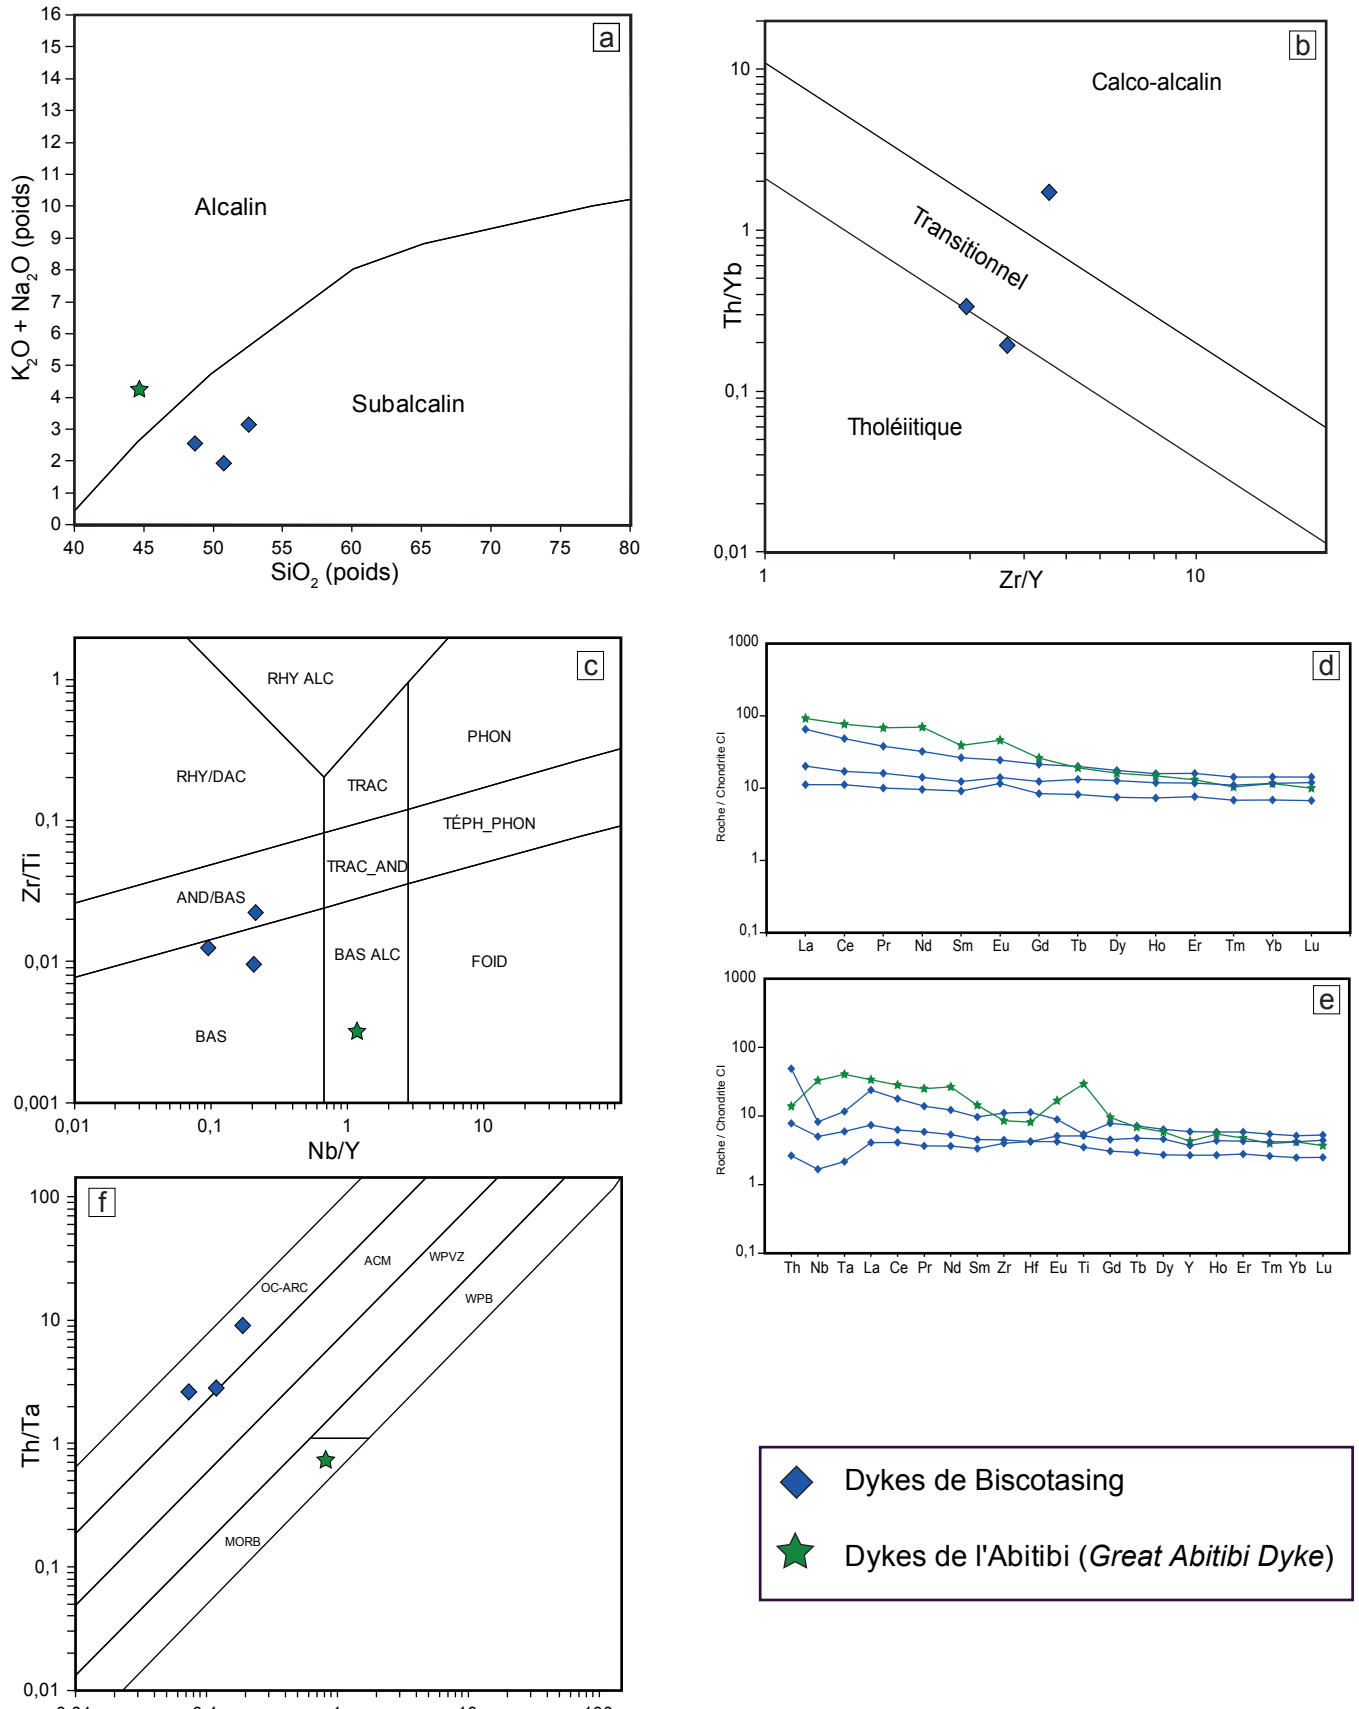 a
16
15
14
13
12
11
10
9
8
7
6
5
4
3
2
1
0
K₂O + Na₂O (poids)
Alcalin
Subalcalin
40 45 50 55 60 65 70 75 80
SiO₂ (poids)
b
10
1
0,1
0,01
Th/Yb
Calco-alcalin
Transitionnel
Tholéiitique
1 10
Zr/Y
c
1
0,1
0,01
0,001
Zr/Ti
RHY ALC
PHON
RHY/DAC
TRAC
TÉPH_PHON
TRAC_AND
AND/BAS
BAS ALC
FOID
BAS
0,01 0,1 1 10
Nb/Y
d
1000
100
10
1
0,1
Roche / Chondrite CI
La Ce Pr Nd Sm Eu Gd Tb Dy Ho Er Tm Yb Lu
e
1000
100
10
1
0,1
Roche / Chondrite CI
Th Nb Ta La Ce Pr Nd Sm Zr Hf Eu Ti Gd Tb Dy Y Ho Er Tm Yb Lu
f
100
10
1
0,1
0,01
Th/Ta
OC-ARC
ACM
WPVZ
WPB
MORB
Dykes de Biscotasing
Dykes de l'Abitibi (Great Abitibi Dyke)